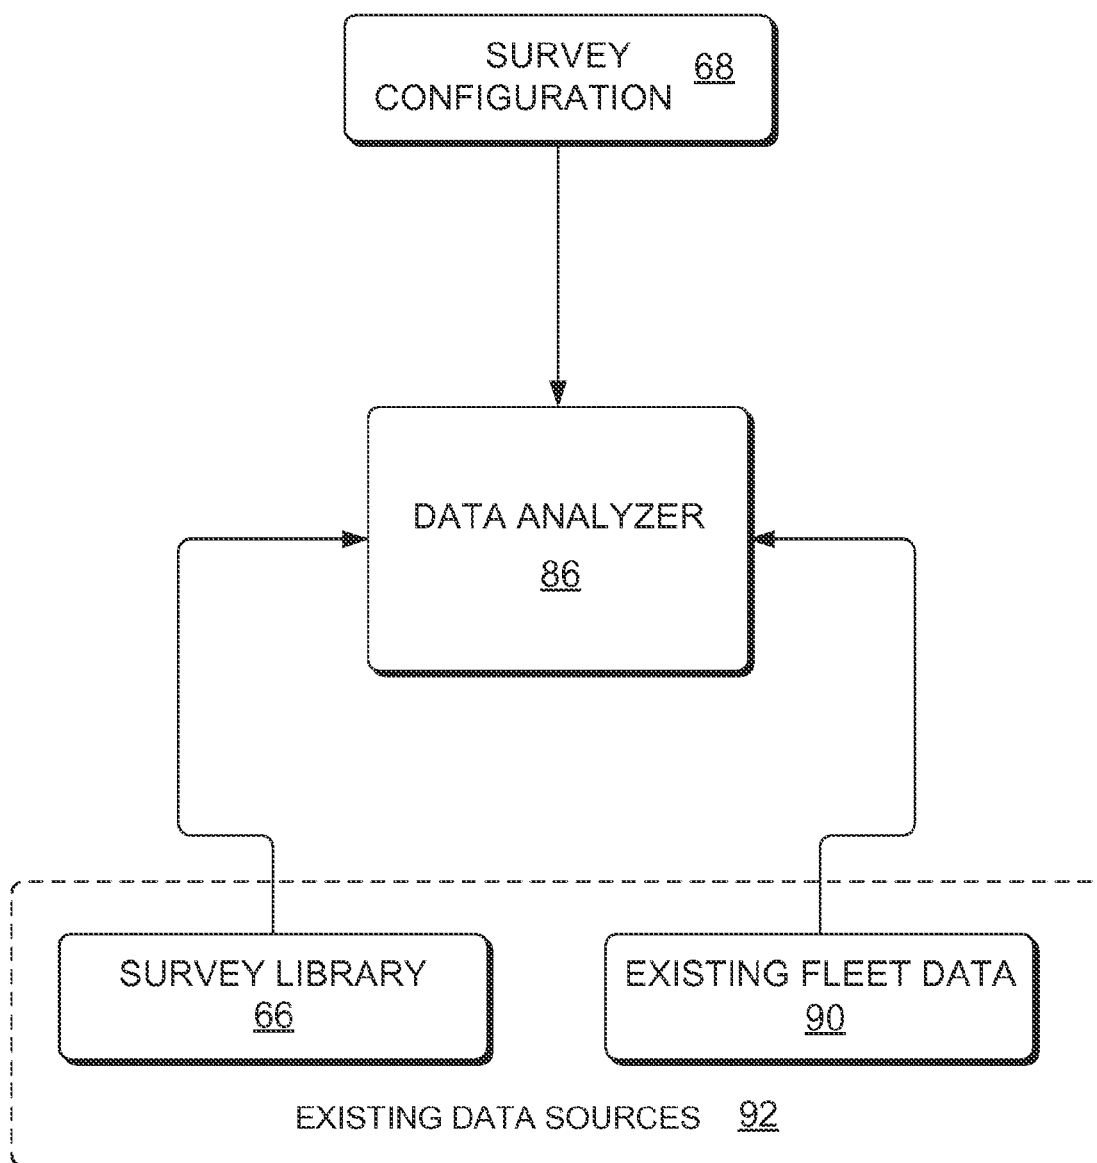 SURVEY
CONFIGURATION 68
DATA ANALYZER
86
SURVEY LIBRARY
66
EXISTING FLEET DATA
90
EXISTING DATA SOURCES 92